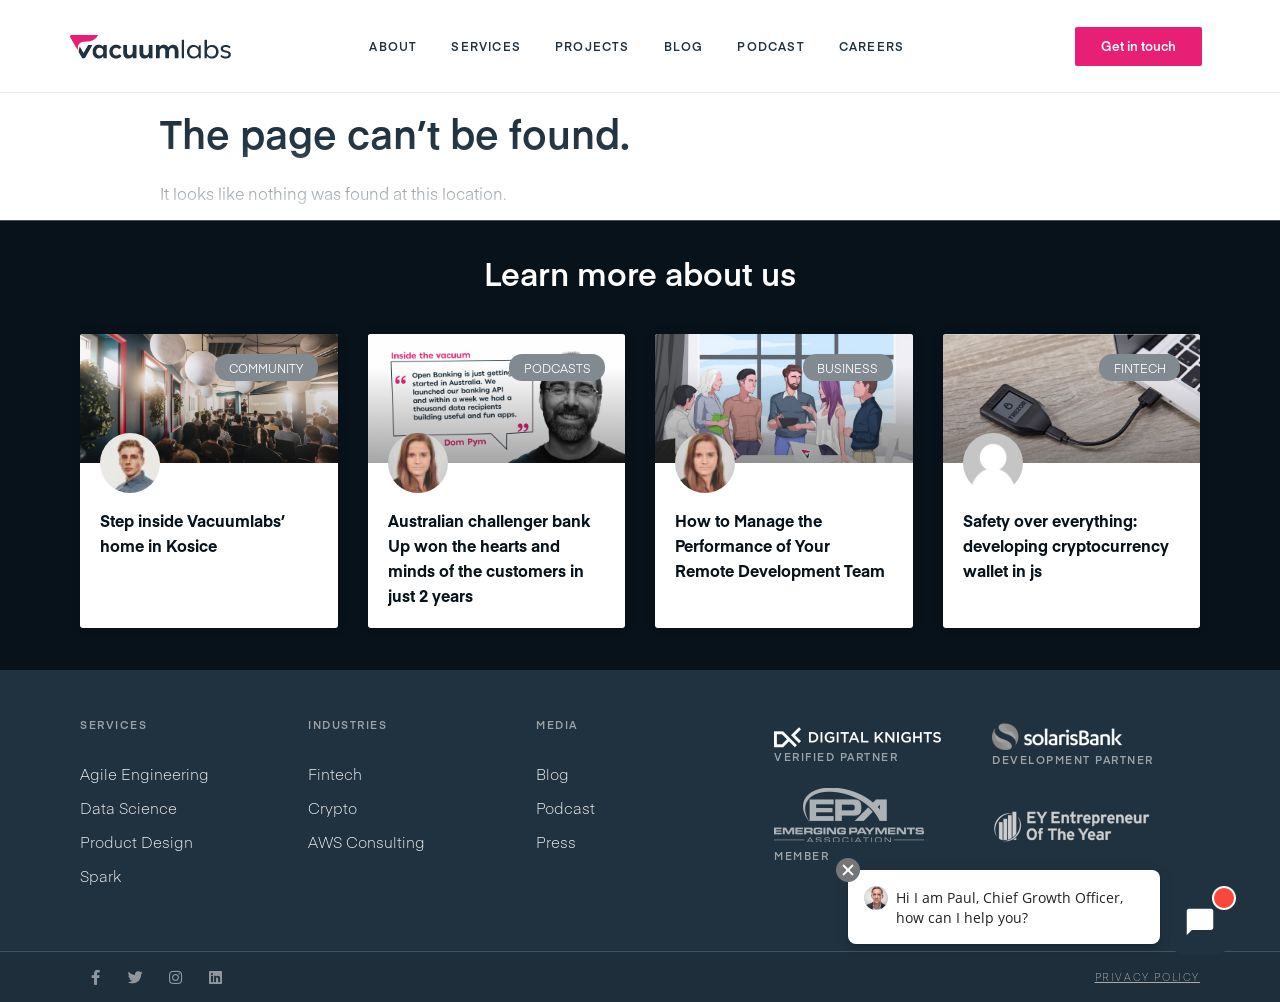 vacuumlabs
ABOUT
SERVICES
PROJECTS
BLOG
PODCAST
CAREERS
Get in touch
The page can’t be found.
It looks like nothing was found at this location.
Learn more about us
COMMUNITY
Step inside Vacuumlabs’
home in Kosice
PODCASTS
Inside the vacuum
Open Banking is just getting
started in Australia. We
launched our banking API
and within a week we had a
thousand data recipients
building useful and fun apps.
Dom Pym
Australian challenger bank
Up won the hearts and
minds of the customers in
just 2 years
BUSINESS
How to Manage the
Performance of Your
Remote Development Team
FINTECH
TREZOR
Safety over everything:
developing cryptocurrency
wallet in js
SERVICES
Agile Engineering
Data Science
Product Design
Spark
INDUSTRIES
Fintech
Crypto
AWS Consulting
MEDIA
Blog
Podcast
Press
DIGITAL KNIGHTS
VERIFIED PARTNER
solarisBank
DEVELOPMENT PARTNER
EPA
EMERGING PAYMENTS
ASSOCIATION
MEMBER
EY Entrepreneur
Of The Year
Hi I am Paul, Chief Growth Officer,
how can I help you?
PRIVACY POLICY